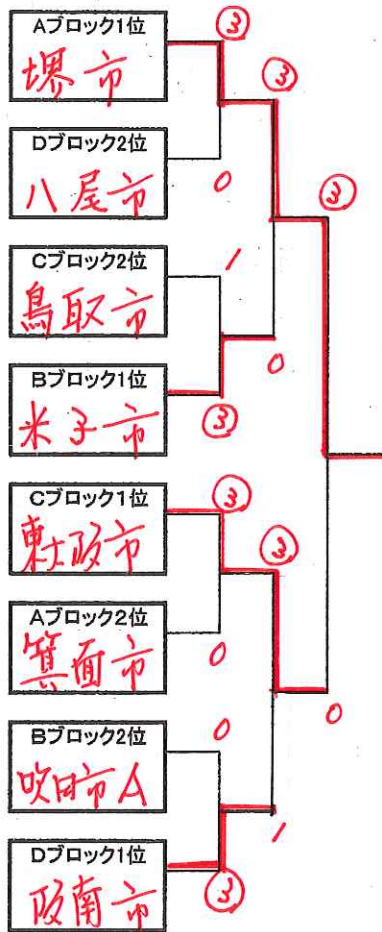 Aブロック1位
③
堺市
③
Dブロック2位
八尾市
0
③
Cブロック2位
1
鳥取市
0
Bブロック1位
米子市
③
Cブロック1位
③
東大阪市
③
Aブロック2位
箕面市
0
0
Bブロック2位
0
吹田市A
1
Dブロック1位
阪南市
③